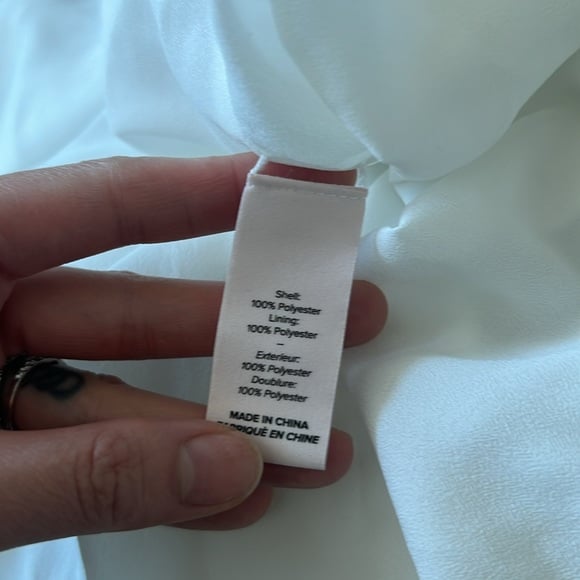 Shell:
100% Polyester
Lining:
100% Polyester
–
Exterieur:
100% Polyester
Doublure:
100% Polyester
MADE IN CHINA
FABRIQUÉ EN CHINE